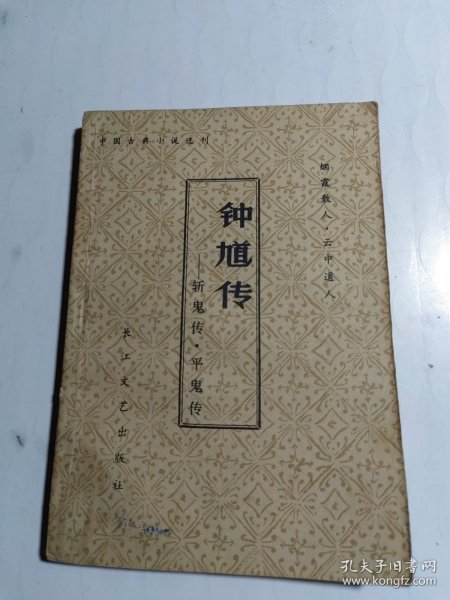 中国古典小说选刊
烟霞散人·云中道人
钟馗传
——斩鬼传·平鬼传
长江文艺出版社
孔夫子旧书网
www.kongfz.com